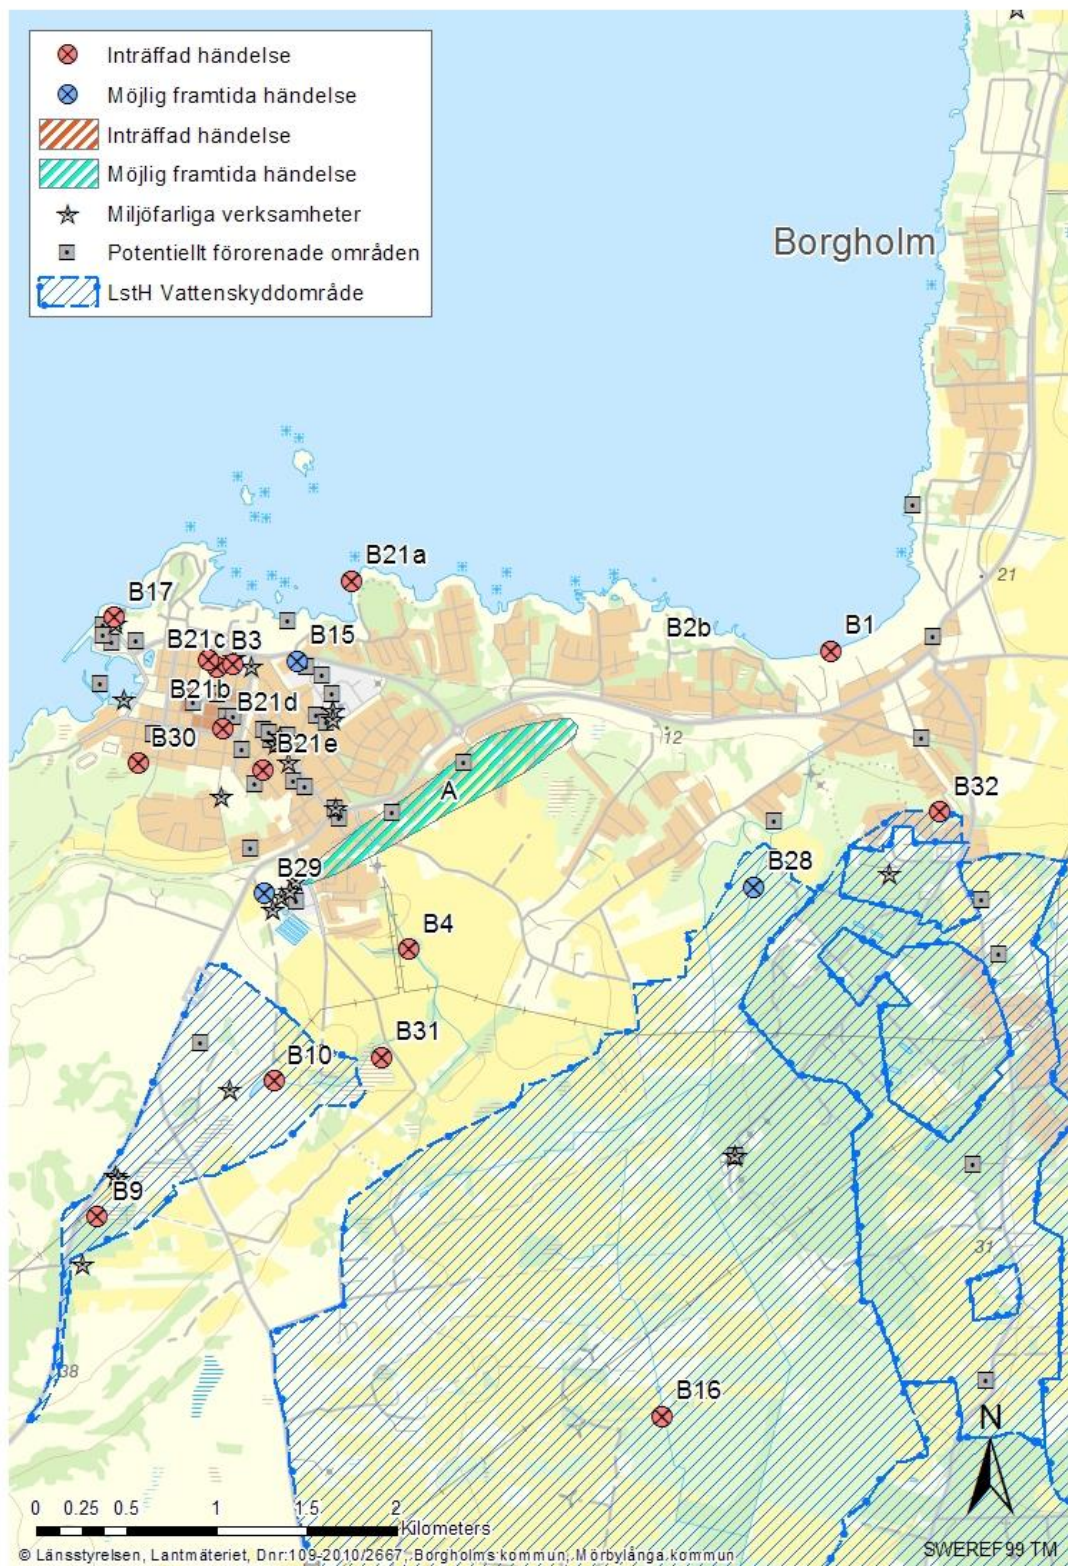 Inträffad händelse
Möjlig framtida händelse
Inträffad händelse
Möjlig framtida händelse
Miljöfarliga verksamheter
Potentiellt förorenade områden
LstH Vattenskyddområde
Borgholm
B21a
21
B17
B2b
B1
B21c
B3
B15
B21b
B21d
12
B30
B21e
A
B32
B29
B28
B4
B31
B10
B9
31
38
B16
N
0 0.25 0.5 1 1.5 2
Kilometers
© Länsstyrelsen, Lantmäteriet, Dnr:109-2010/2667, Borgholms kommun, Mörbylånga kommun
SWEREF99 TM